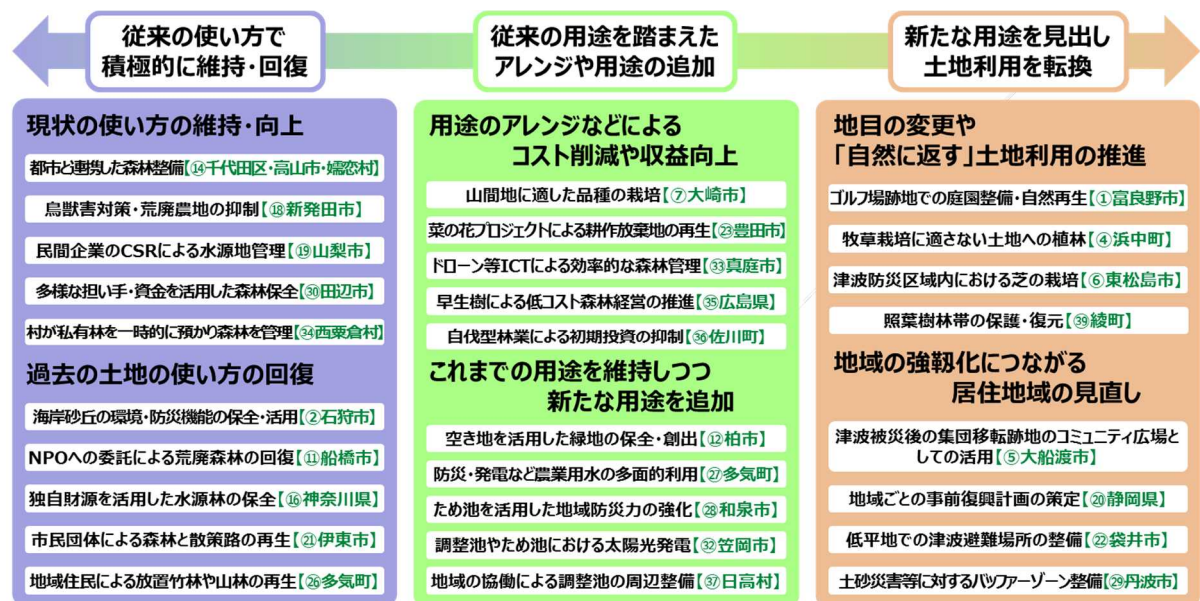 従来の使い方で
積極的に維持・回復
従来の用途を踏まえた
アレンジや用途の追加
新たな用途を見出し
土地利用を転換
現状の使い方の維持・向上
都市と連携した森林整備【⑭千代田区・高山市・嬬恋村】
鳥獣害対策・荒廃農地の抑制【⑱新発田市】
民間企業のCSRによる水源地管理【⑲山梨市】
多様な担い手・資金を活用した森林保全【㉚田辺市】
村が私有林を一時的に預かり森林を管理【㉞西粟倉村】
過去の土地の使い方の回復
海岸砂丘の環境・防災機能の保全・活用【②石狩市】
NPOへの委託による荒廃森林の回復【⑪船橋市】
独自財源を活用した水源林の保全【⑯神奈川県】
市民団体による森林と散策路の再生【㉑伊東市】
地域住民による放置竹林や山林の再生【㉖多気町】
用途のアレンジなどによる
コスト削減や収益向上
山間地に適した品種の栽培【⑦大崎市】
菜の花プロジェクトによる耕作放棄地の再生【㉓豊田市】
ドローン等ICTによる効率的な森林管理【㉝真庭市】
早生樹による低コスト森林経営の推進【㉟広島県】
自伐型林業による初期投資の抑制【㊱佐川町】
これまでの用途を維持しつつ
新たな用途を追加
空き地を活用した緑地の保全・創出【⑫柏市】
防災・発電など農業用水の多面的利用【㉗多気町】
ため池を活用した地域防災力の強化【㉘和泉市】
調整池やため池における太陽光発電【㉜笠岡市】
地域の協働による調整池の周辺整備【㊲日高村】
地目の変更や
「自然に返す」土地利用の推進
ゴルフ場跡地での庭園整備・自然再生【①富良野市】
牧草栽培に適さない土地への植林【④浜中町】
津波防災区域内における芝の栽培【⑥東松島市】
照葉樹林帯の保護・復元【㊴綾町】
地域の強靱化につながる
居住地域の見直し
津波被災後の集団移転跡地のコミュニティ広場と
しての活用【⑤大船渡市】
地域ごとの事前復興計画の策定【⑳静岡県】
低平地での津波避難場所の整備【㉒袋井市】
土砂災害等に対するバッファーゾーン整備【㉙丹波市】